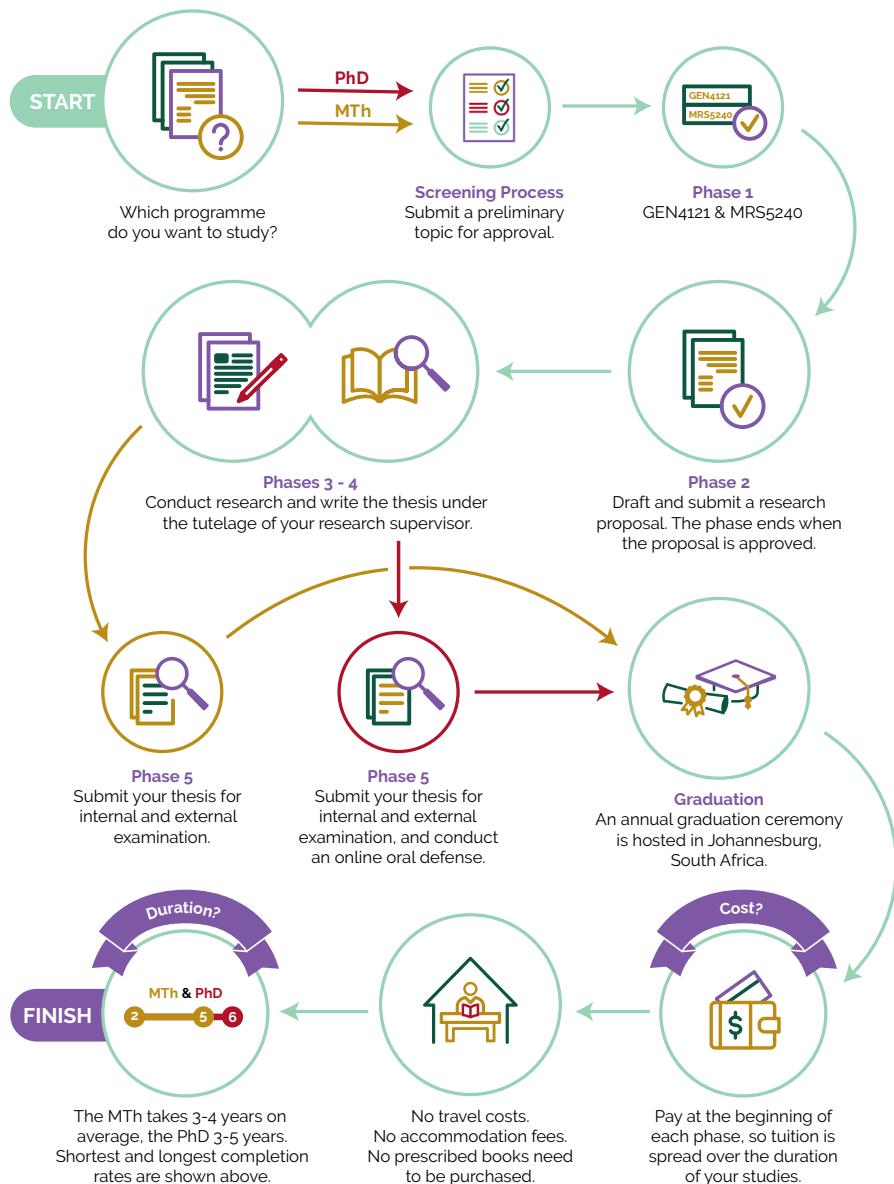 START
PhD
MTh
GEN4121
MRS5240
Which programme
do you want to study?
Screening Process
Submit a preliminary
topic for approval.
Phase 1
GEN4121 & MRS5240
Phases 3 - 4
Conduct research and write the thesis under
the tutelage of your research supervisor.
Phase 2
Draft and submit a research
proposal. The phase ends when
the proposal is approved.
Phase 5
Submit your thesis for
internal and external
examination.
Phase 5
Submit your thesis for
internal and external
examination, and conduct
an online oral defense.
Graduation
An annual graduation ceremony
is hosted in Johannesburg,
South Africa.
Duration?
Cost?
FINISH
MTh & PhD
2 5 6
$
The MTh takes 3-4 years on
average, the PhD 3-5 years.
Shortest and longest completion
rates are shown above.
No travel costs.
No accommodation fees.
No prescribed books need
to be purchased.
Pay at the beginning of
each phase, so tuition is
spread over the duration
of your studies.